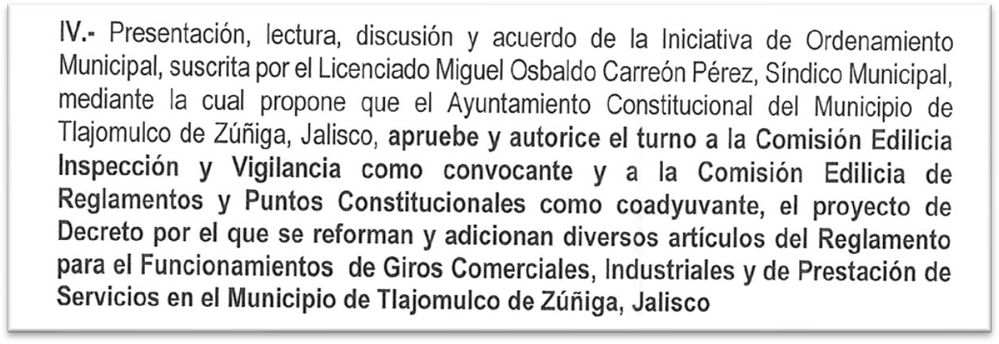 IV.- Presentación, lectura, discusión y acuerdo de la Iniciativa de Ordenamiento
Municipal, suscrita por el Licenciado Miguel Osbaldo Carreón Pérez, Síndico Municipal,
mediante la cual propone que el Ayuntamiento Constitucional del Municipio de
Tlajomulco de Zúñiga, Jalisco, apruebe y autorice el turno a la Comisión Edilicia
Inspección y Vigilancia como convocante y a la Comisión Edilicia de
Reglamentos y Puntos Constitucionales como coadyuvante, el proyecto de
Decreto por el que se reforman y adicionan diversos artículos del Reglamento
para el Funcionamientos de Giros Comerciales, Industriales y de Prestación de
Servicios en el Municipio de Tlajomulco de Zúñiga, Jalisco